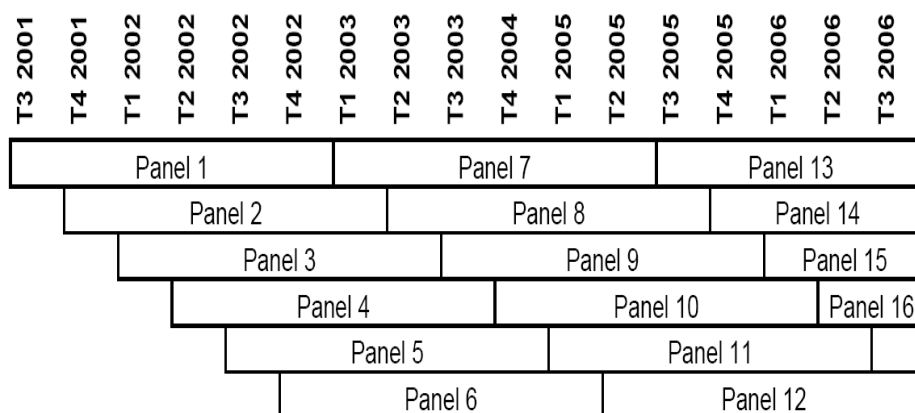 T3 2001
T4 2001
T1 2002
T2 2002
T3 2002
T4 2002
T1 2003
T2 2003
T3 2003
T4 2004
T1 2005
T2 2005
T3 2005
T4 2005
T1 2006
T2 2006
T3 2006
Panel 1 Panel 7 Panel 13
Panel 2 Panel 8 Panel 14
Panel 3 Panel 9 Panel 15
Panel 4 Panel 10 Panel 16
Panel 5 Panel 11
Panel 6 Panel 12